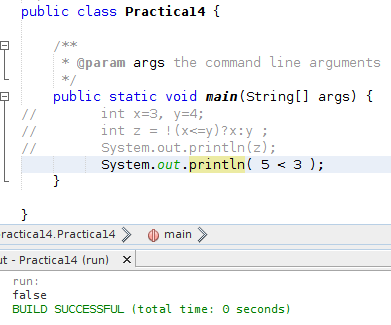 public class Practical4 {
/**
* @param args the command line arguments
*/
public static void main(String[] args) {
// int x=3, y=4;
// int z = !(x<=y)?x:y ;
// System.out.println(z);
System.out.println( 5 < 3 );
}
}
ractical4.Practical4 main
ut - Practical4 (run) ×
run:
false
BUILD SUCCESSFUL (total time: 0 seconds)